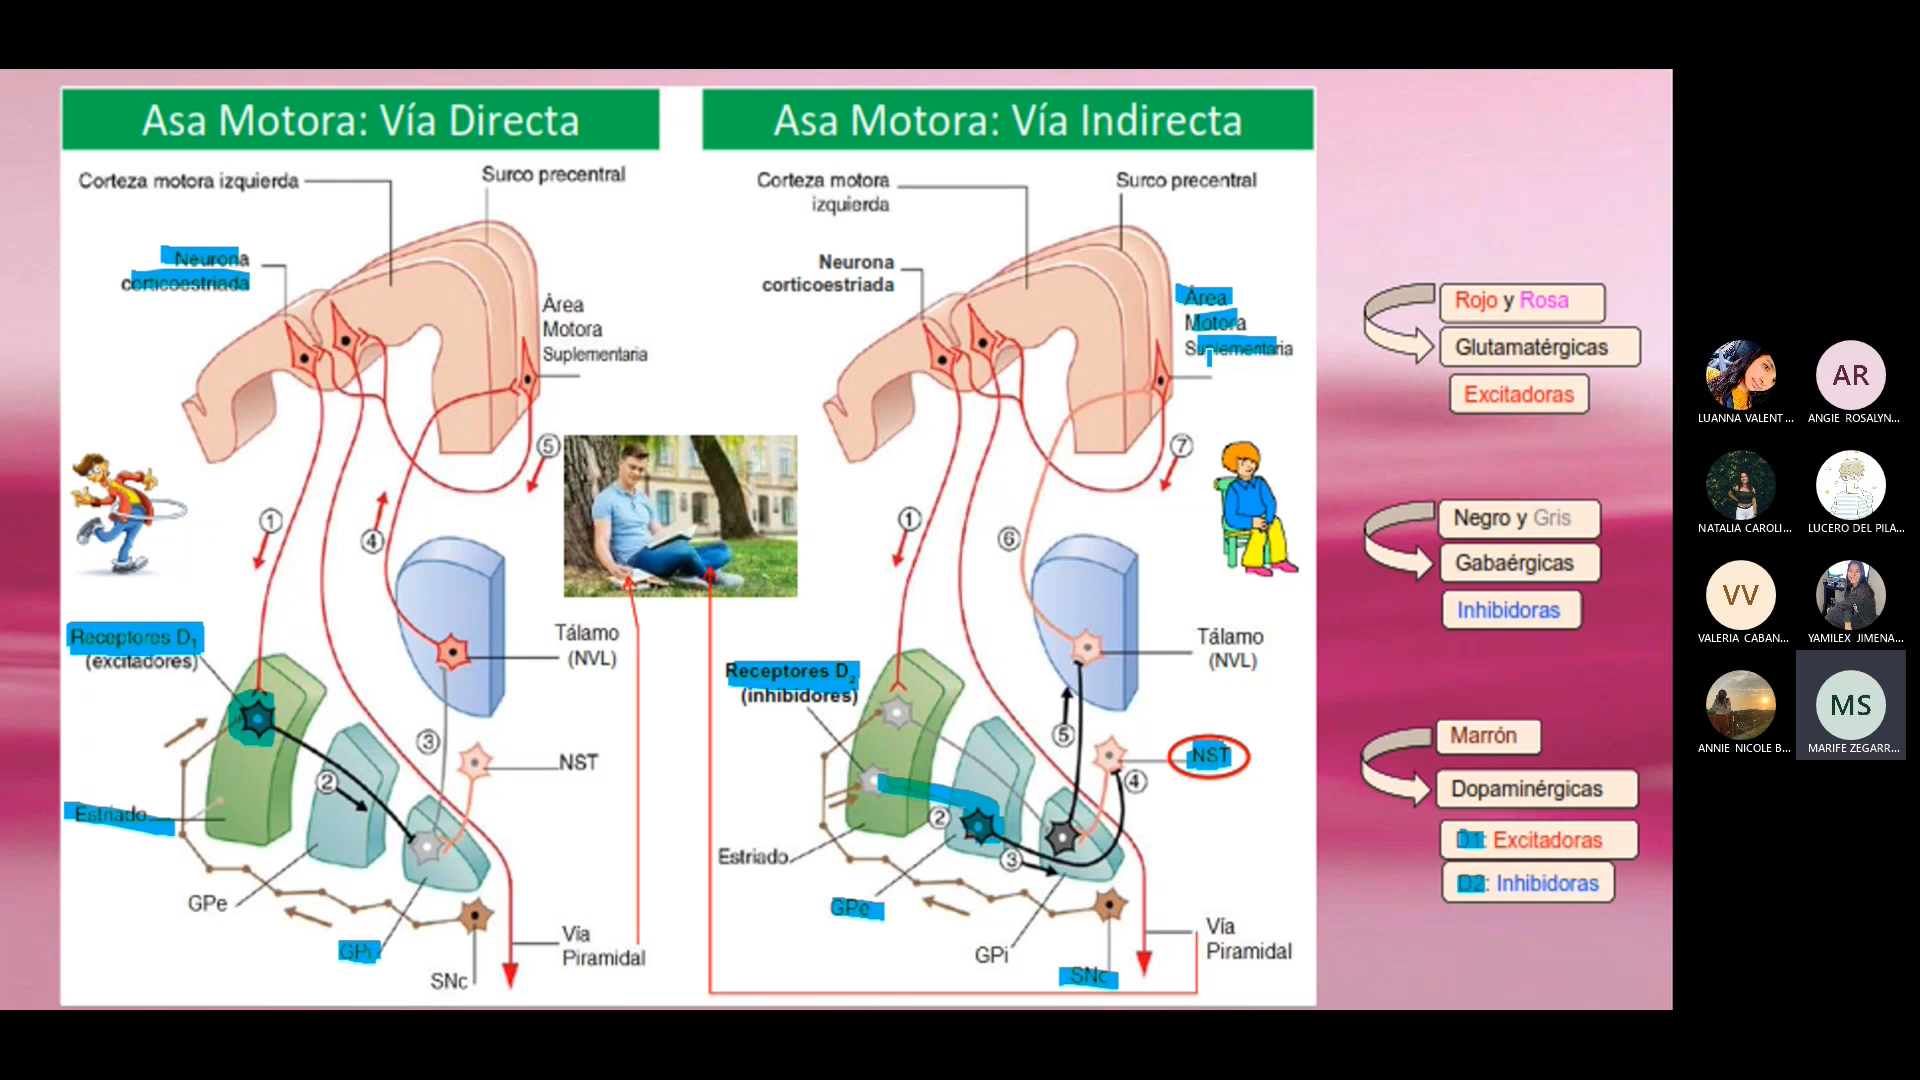 Asa Motora: Vía Directa
Corteza motora izquierda
Surco precentral
Neurona
corticoestriada
Área
Motora
Suplementaria
5
1
4
Receptores D1
(excitadores)
Tálamo
(NVL)
3
NST
2
Estriado
GPe
GPi
SNc
Vía
Piramidal
Asa Motora: Vía Indirecta
Corteza motora
izquierda
Surco precentral
Neurona
corticoestriada
Área
Motora
Suplementaria
7
1
6
Tálamo
(NVL)
Receptores D2
(inhibidores)
5
NST
4
2
3
Estriado
GPe
GPi
SNc
Vía
Piramidal
Rojo y Rosa
Glutamatérgicas
Excitadoras
Negro y Gris
Gabaérgicas
Inhibidoras
Marrón
Dopaminérgicas
D1: Excitadoras
D2: Inhibidoras
AR
LUANNA VALENT...
ANGIE ROSALYN...
NATALIA CAROLI...
LUCERO DEL PILA...
VV
VALERIA CABAN...
YAMILEX JIMENA...
MS
ANNIE NICOLE B...
MARIFE ZEGARR...